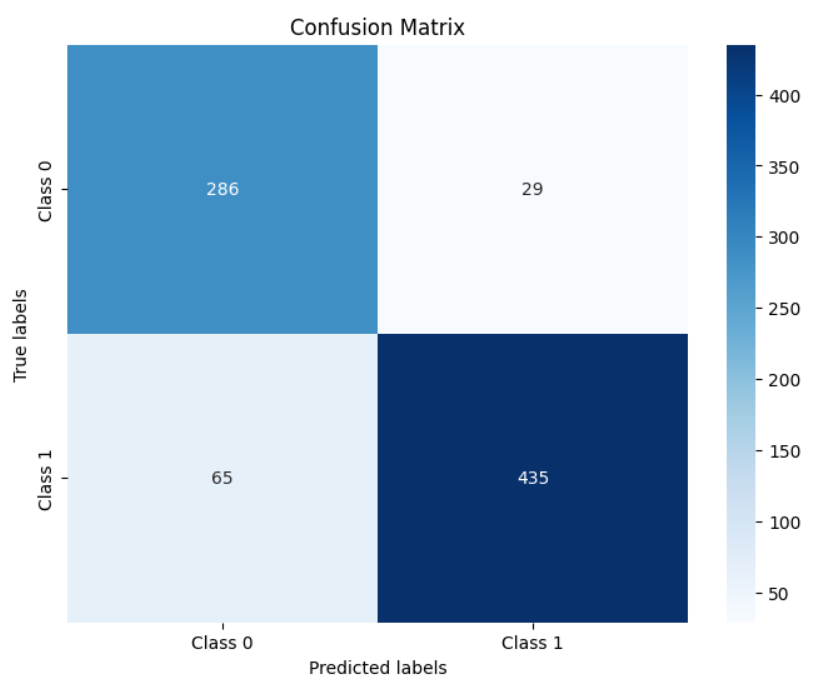 Confusion Matrix
Class 0
286
29
Class 1
65
435
True labels
Class 0
Class 1
Predicted labels
400
350
300
250
200
150
100
50